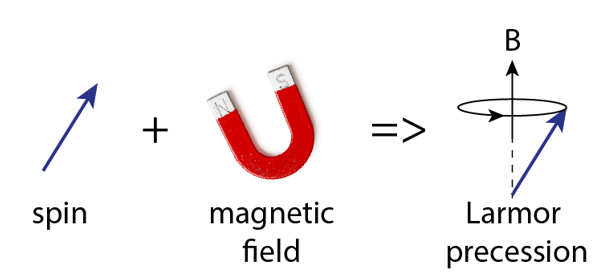 B
N
S
+
=>
spin
magnetic
field
Larmor
precession